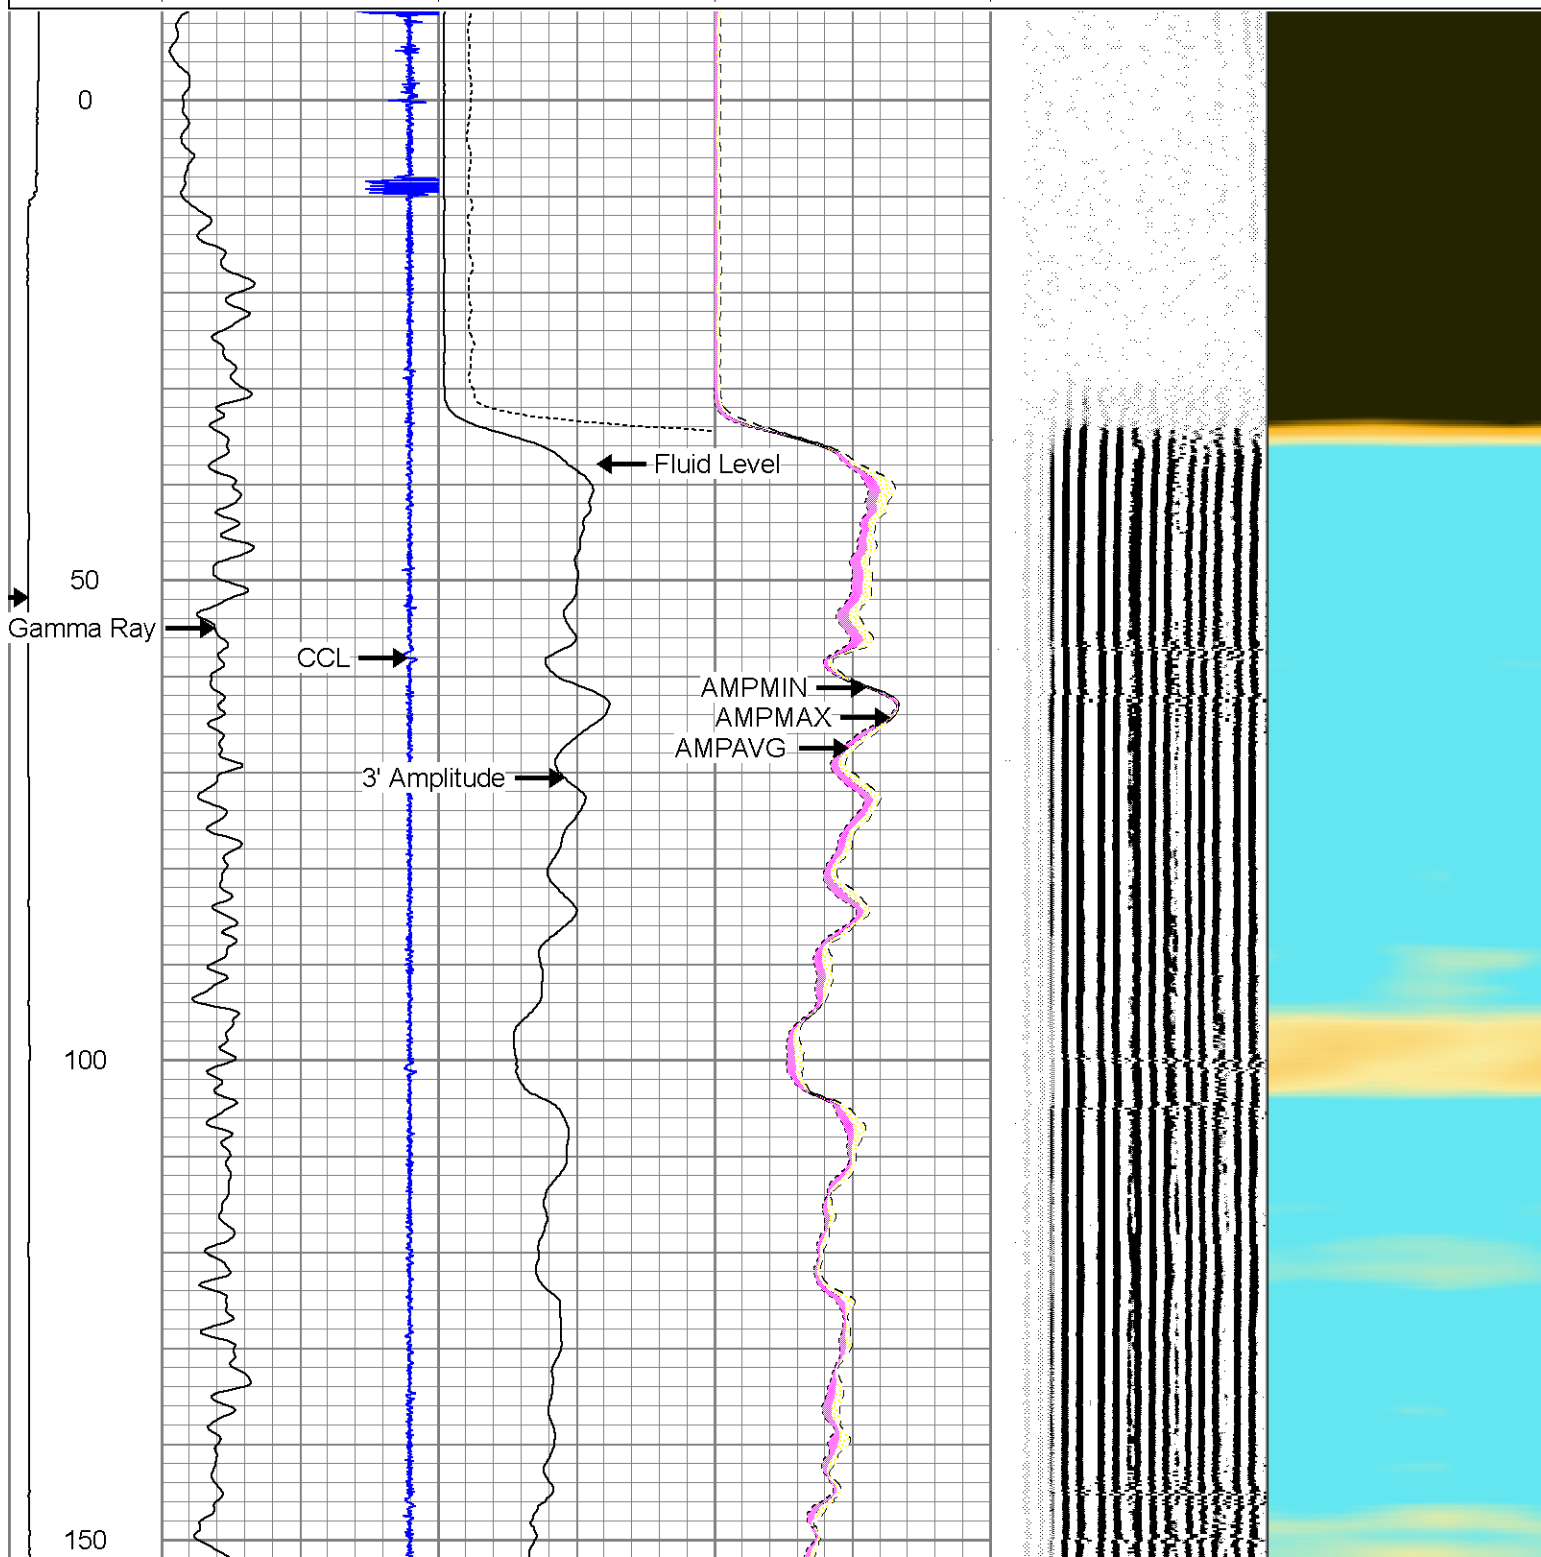 0
Fluid Level
50
Gamma Ray
CCL
AMPMIN
AMPMAX
AMPAVG
3' Amplitude
100
150